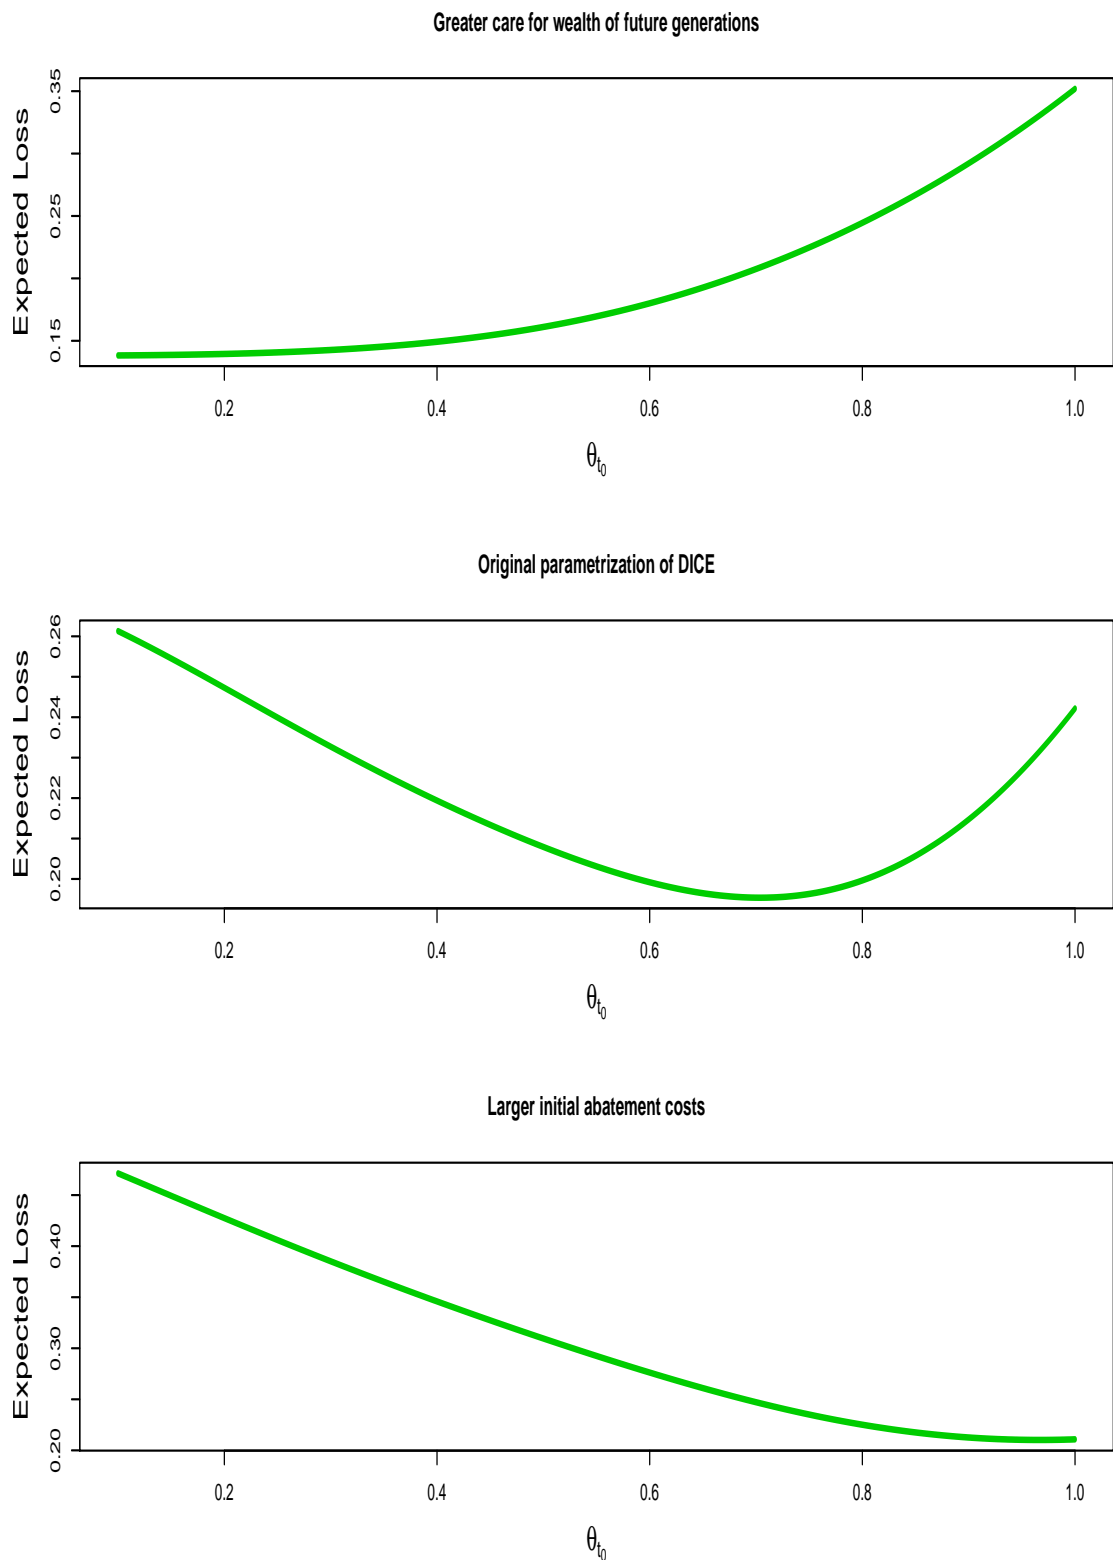 Greater care for wealth of future generations
Expected Loss
0.35
0.25
0.15
0.2 0.4 0.6 0.8 1.0
θt0
Original parametrization of DICE
Expected Loss
0.26
0.24
0.22
0.20
0.2 0.4 0.6 0.8 1.0
θt0
Larger initial abatement costs
Expected Loss
0.40
0.30
0.20
0.2 0.4 0.6 0.8 1.0
θt0